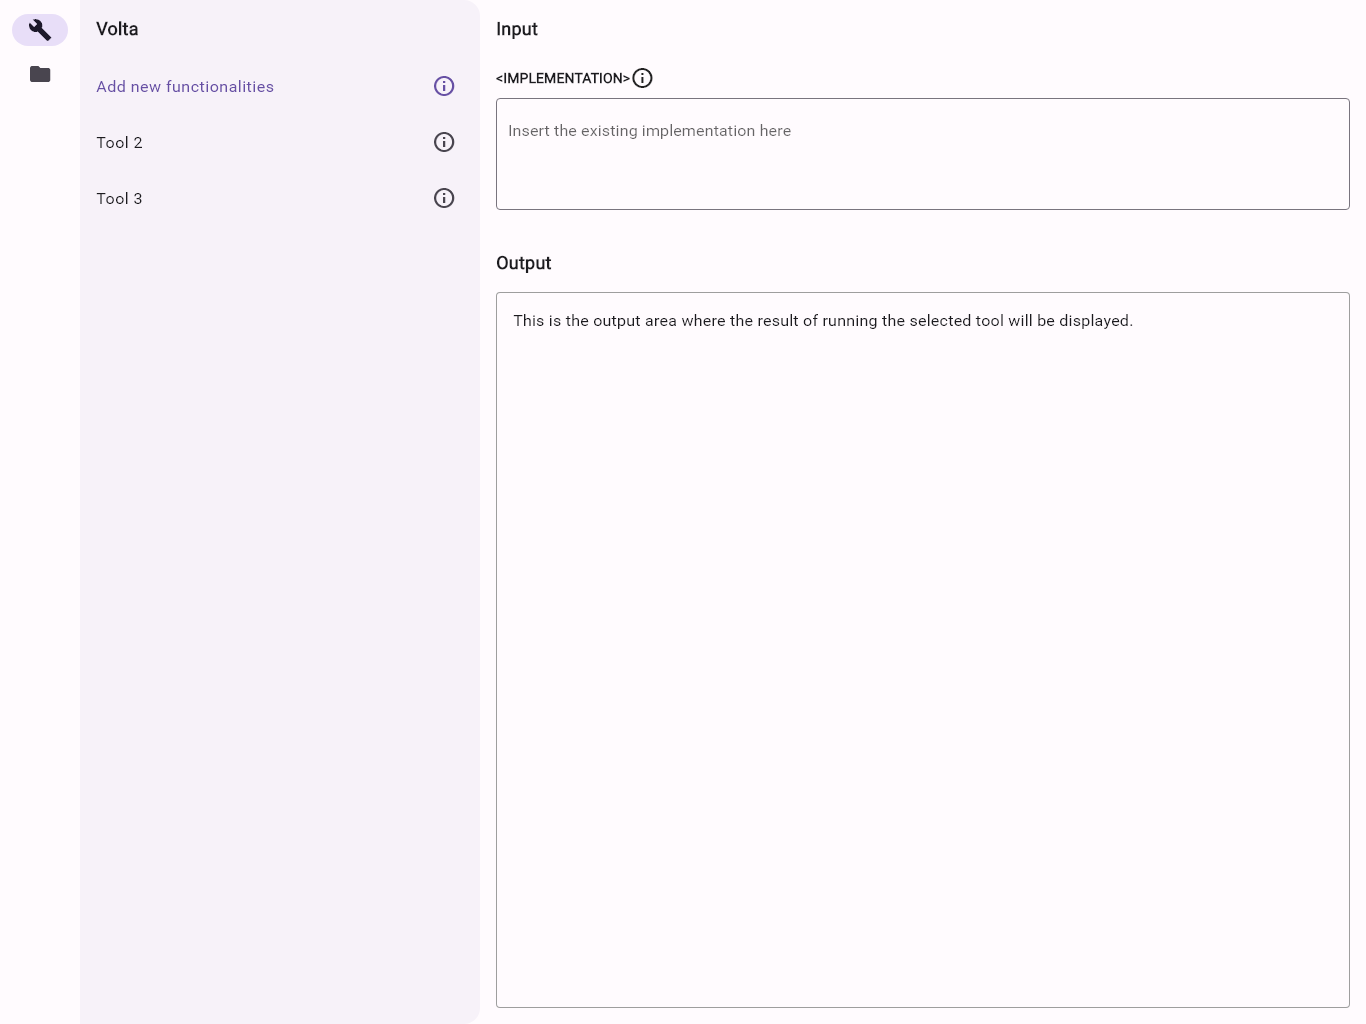 Volta
Add new functionalities
Tool 2
Tool 3
Input
<IMPLEMENTATION>
Insert the existing implementation here
Output
This is the output area where the result of running the selected tool will be displayed.